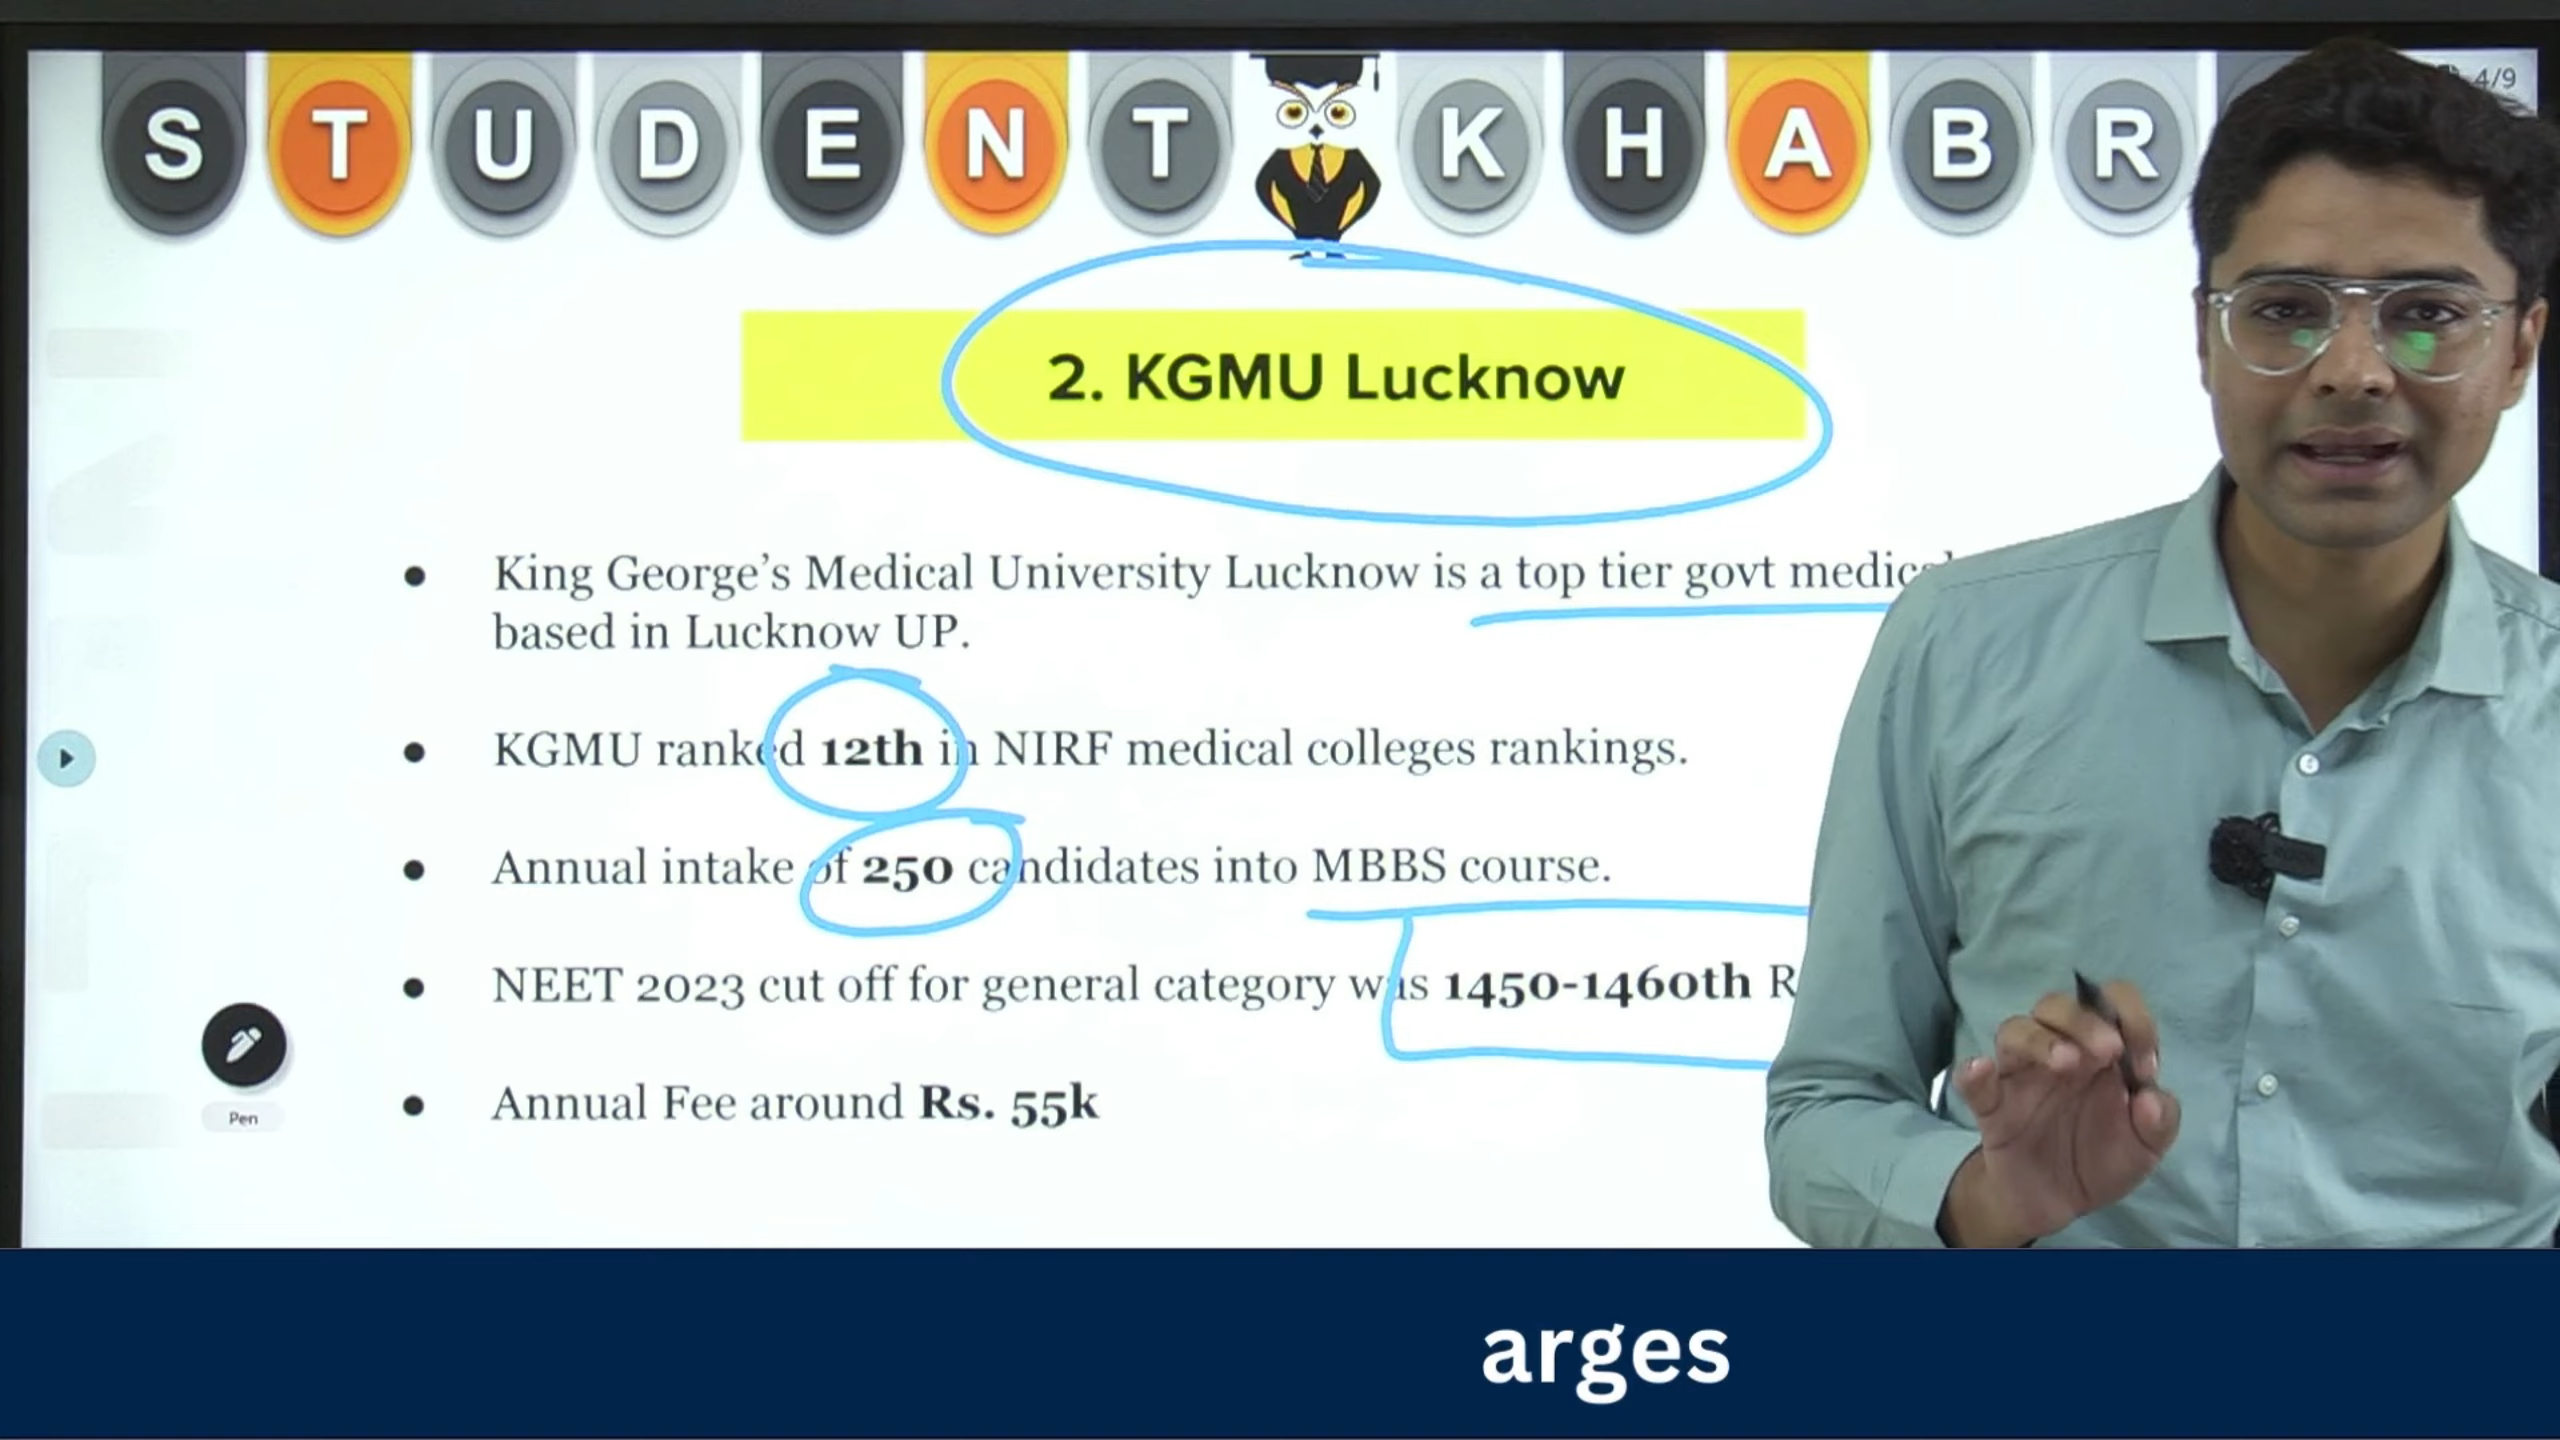 STUDENT KHABR
4/9
2. KGMU Lucknow
• King George's Medical University Lucknow is a top tier govt
based in Lucknow UP.
• KGMU ranked 12th in NIRF medical colleges rankings.
• Annual intake of 250 candidates into MBBS course.
• NEET 2023 cut off for general category was 1450-1460th
• Annual Fee around Rs. 55k
Pen
arges